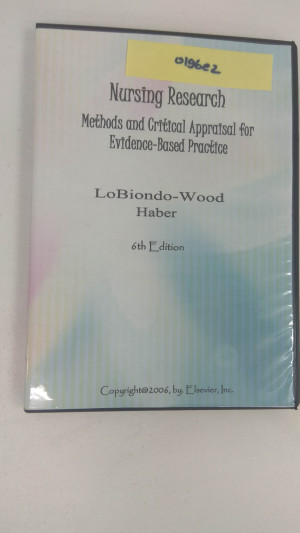 0196e2
Nursing Research
Methods and Critical Appraisal for
Evidence-Based Practice
LoBiondo-Wood
Haber
6th Edition
Copyright©2006, by. Elsevier, Inc.